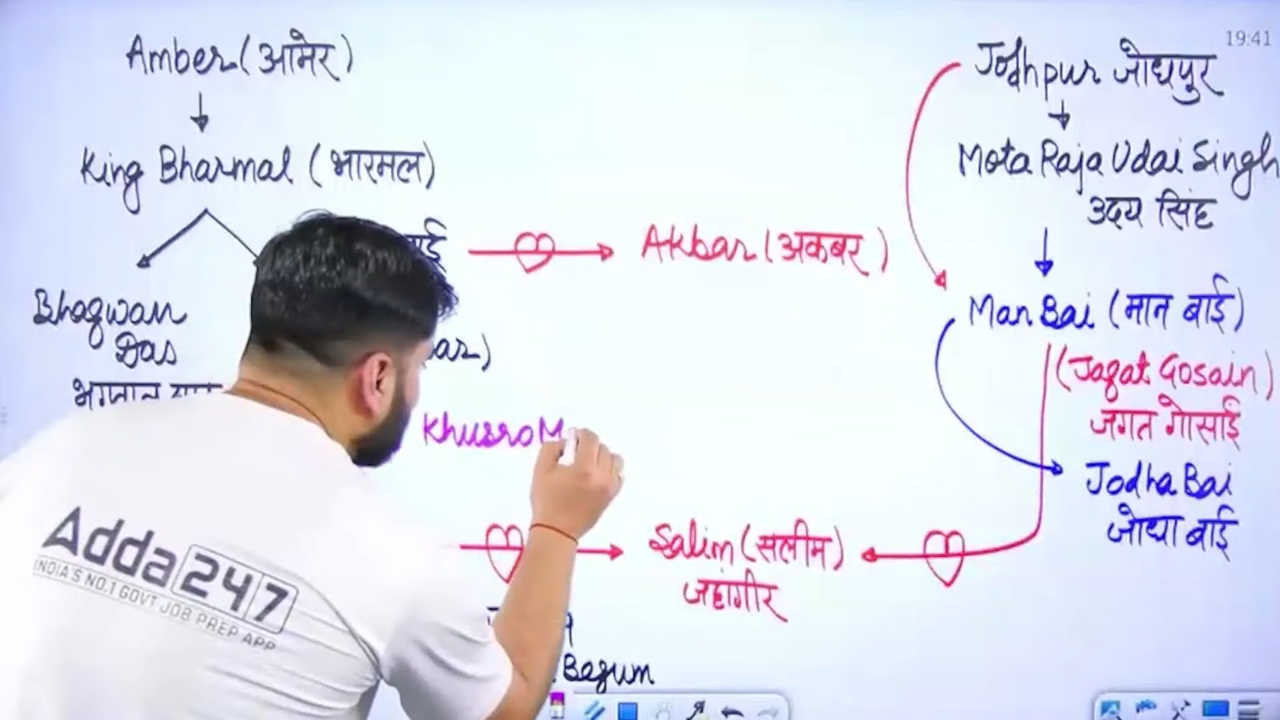 19:41
Amber (आमेर)
King Bharmal (भारमल)
Bhagwan
Das
Akbar (अकबर)
Khusro M
Salim (सलीम)
जहाँगीर
Begum
Jodhpur जोधपुर
Mota Raja Udai Singh
उदय सिंह
Man Bai (मान बाई)
(Jagat Gosain)
जगत गोसाई
Jodha Bai
जोधा बाई
Adda247
INDIA'S NO.1 GOVT JOB PREP APP